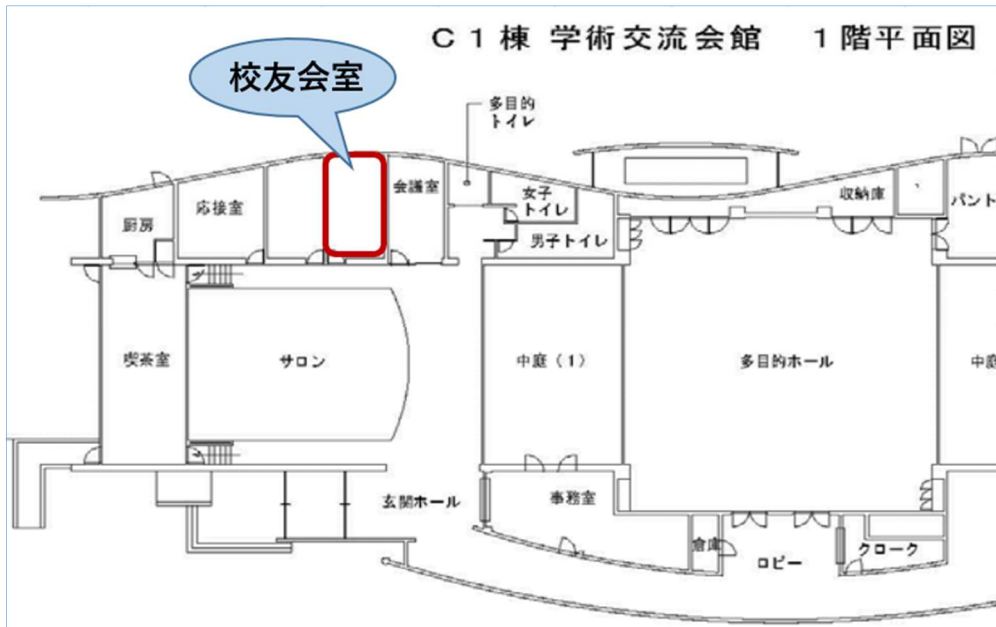 C1棟 学術交流会館 1階平面図
校友会室
多目的
トイレ
会議室
女子
トイレ
収納庫
パント
応接室
厨房
男子トイレ
喫茶室
サロン
中庭(1)
多目的ホール
中庭
玄関ホール
事務室
倉庫
ロビー
クローク